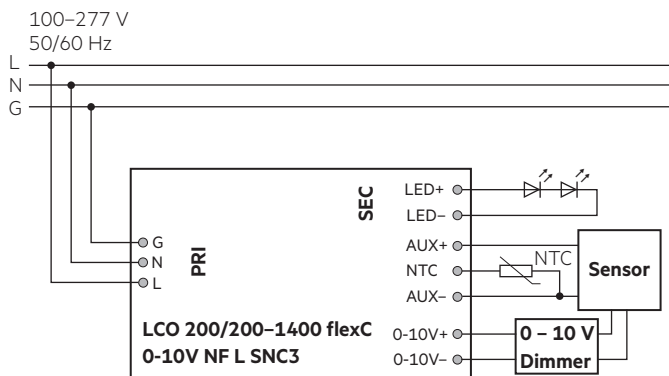 100–277 V
50/60 Hz
L
N
G
LED+
LED–
SEC
AUX+
NTC
AUX–
NTC
Sensor
G
N
L
PRI
0-10V+
0-10V–
0 – 10 V
Dimmer
LCO 200/200–1400 flexC
0-10V NF L SNC3